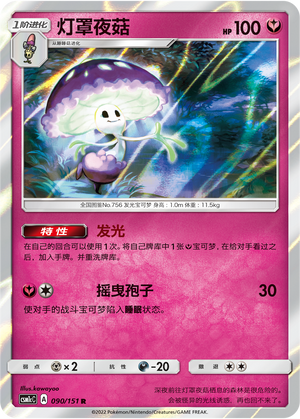 1阶进化
灯罩夜菇
HP 100
从睡睡菇进化
全国图鉴No.756 发光宝可梦 身高：1.0m 体重：11.5kg
特性 发光
在自己的回合可以使用1次。将自己牌库中1张宝可梦，在给对手看过之
后，加入手牌。并重洗牌库。
摇曳孢子 30
使对手的战斗宝可梦陷入睡眠状态。
弱点 ×2 抗性 -20 撤退
Illus.kawayoo
深夜前往灯罩夜菇栖息的森林是很危险的。
会被怪异的光线诱惑，再也回不来了。
A 090/151 R
©2022 Pokémon/Nintendo/Creatures/GAME FREAK.